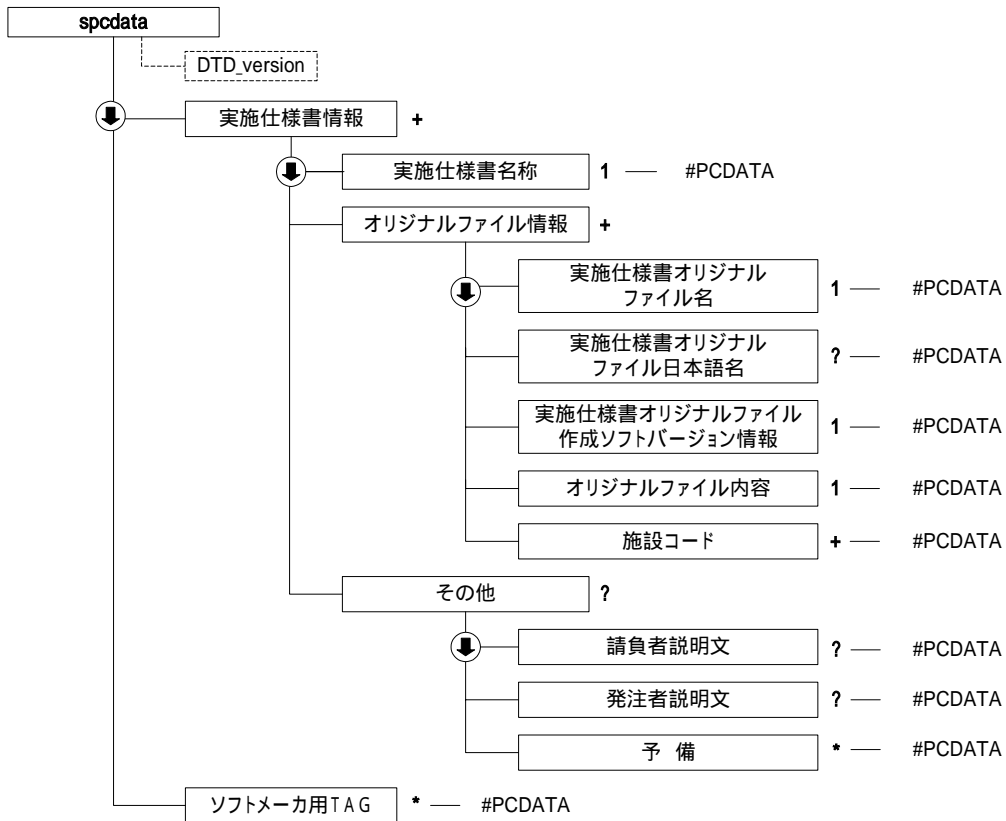 spcdata
DTD_version
実施仕様書情報 +
実施仕様書名称 1 #PCDATA
オリジナルファイル情報 +
実施仕様書オリジナル
ファイル名 1 #PCDATA
実施仕様書オリジナル
ファイル日本語名 ? #PCDATA
実施仕様書オリジナルファイル
作成ソフトバージョン情報 1 #PCDATA
オリジナルファイル内容 1 #PCDATA
施設コード + #PCDATA
その他 ?
請負者説明文 ? #PCDATA
発注者説明文 ? #PCDATA
予 備 * #PCDATA
ソフトメーカ用TAG * #PCDATA